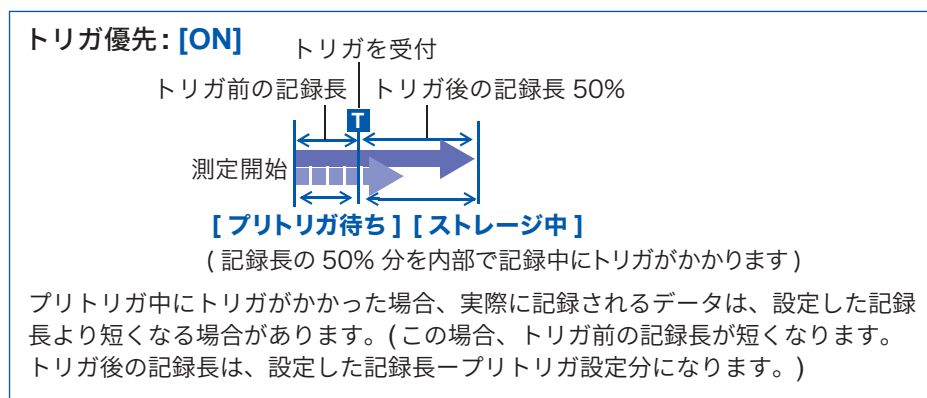 トリガ優先: [ON]
トリガを受付
トリガ前の記録長
トリガ後の記録長 50%
T
測定開始
[ プリトリガ待ち ] [ ストレージ中 ]
( 記録長の 50% 分を内部で記録中にトリガがかかります )
プリトリガ中にトリガがかかった場合、実際に記録されるデータは、設定した記録
長より短くなる場合があります。(この場合、トリガ前の記録長が短くなります。
トリガ後の記録長は、設定した記録長ープリトリガ設定分になります。)